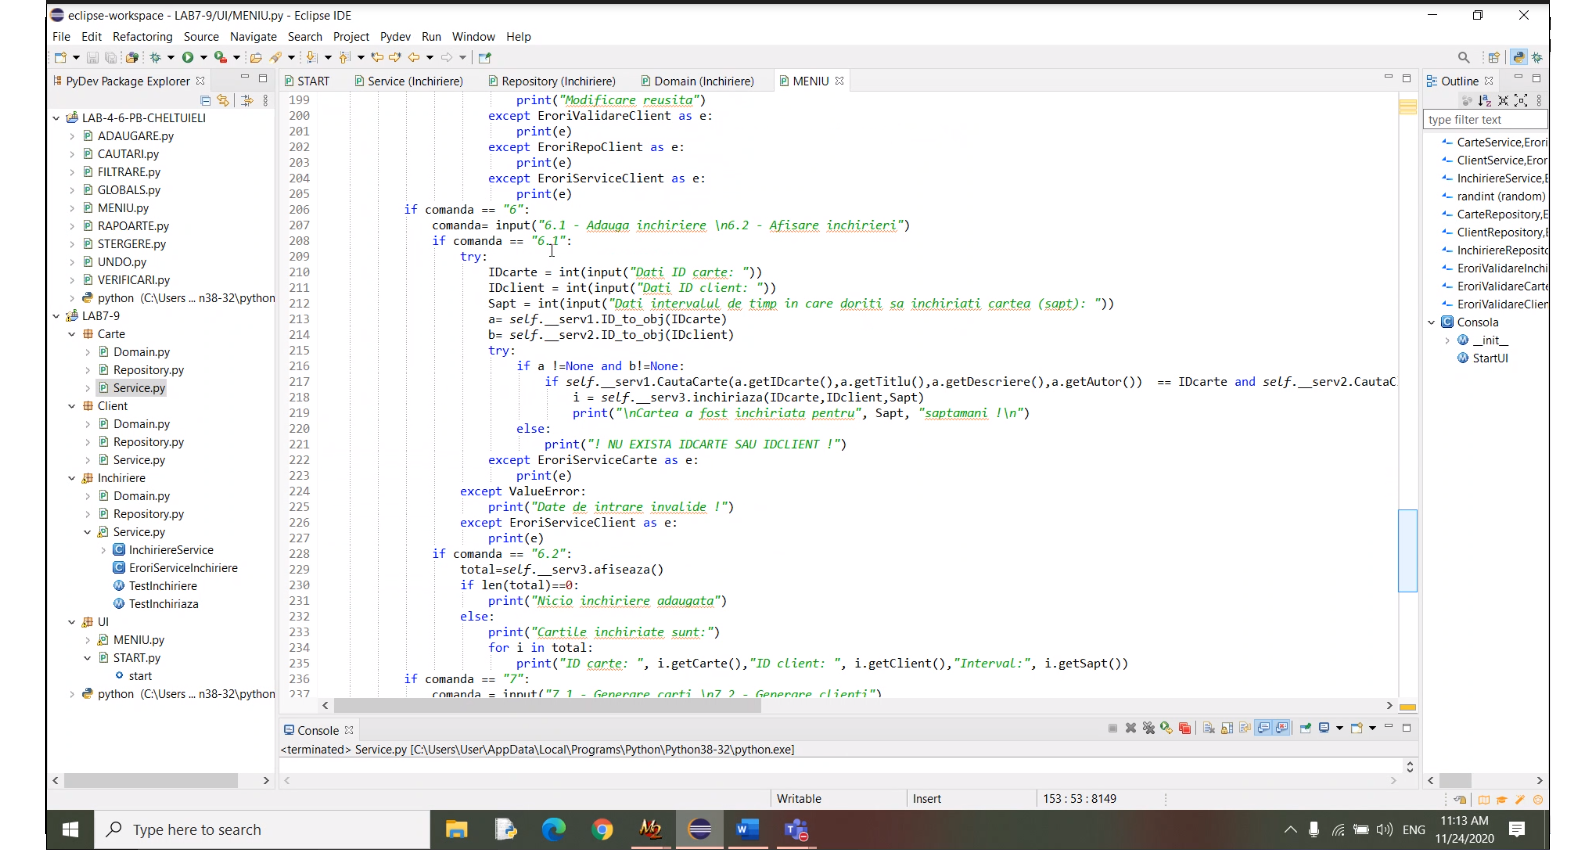 eclipse-workspace - LAB7-9/UI/MENIU.py - Eclipse IDE
File Edit Refactoring Source Navigate Search Project Pydev Run Window Help
PyDev Package Explorer
START Service (Inchiriere) Repository (Inchiriere) Domain (Inchiriere) MENIU
Outline
type filter text
LAB-4-6-PB-CHELTUIELI
ADAUGARE.py
CAUTARI.py
FILTRARE.py
GLOBALS.py
MENIU.py
RAPOARTE.py
STERGERE.py
UNDO.py
VERIFICARI.py
python (C:\Users ... n38-32\python
LAB7-9
Carte
Domain.py
Repository.py
Service.py
Client
Domain.py
Repository.py
Service.py
Inchiriere
Domain.py
Repository.py
Service.py
InchiriereService
EroriServiceInchiriere
TestInchiriere
TestInchiriaza
UI
MENIU.py
START.py
start
python (C:\Users ... n38-32\python
199 print("Modificare reusita")
200 except EroriValidareClient as e:
201 print(e)
202 except EroriRepoClient as e:
203 print(e)
204 except EroriServiceClient as e:
205 print(e)
206 if comanda == "6":
207 comanda= input("6.1 - Adauga inchiriere \n6.2 - Afisare inchirieri")
208 if comanda == "6.1":
209 try:
210 IDcarte = int(input("Dati ID carte: "))
211 IDclient = int(input("Dati ID client: "))
212 Sapt = int(input("Dati intervalul de timp in care doriti sa inchiriati cartea (sapt): "))
213 a= self.__serv1.ID_to_obj(IDcarte)
214 b= self.__serv2.ID_to_obj(IDclient)
215 try:
216 if a !=None and b!=None:
217 if self.__serv1.CautaCarte(a.getIDcarte(),a.getTitlu(),a.getDescriere(),a.getAutor()) == IDcarte and self.__serv2.CautaC
218 i = self.__serv3.inchiriaza(IDcarte,IDclient,Sapt)
219 print("\nCartea a fost inchiriata pentru", Sapt, "saptamani !\n")
220 else:
221 print("! NU EXISTA IDCARTE SAU IDCLIENT !")
222 except EroriServiceCarte as e:
223 print(e)
224 except ValueError:
225 print("Date de intrare invalide !")
226 except EroriServiceClient as e:
227 print(e)
228 if comanda == "6.2":
229 total=self.__serv3.afiseaza()
230 if len(total)==0:
231 print("Nicio inchiriere adaugata")
232 else:
233 print("Cartile inchiriate sunt:")
234 for i in total:
235 print("ID carte: ", i.getCarte(),"ID client: ", i.getClient(),"Interval:", i.getSapt())
236 if comanda == "7":
237 comanda = input("7.1 - Generare carti \n7.2 - Generare clienti")
CarteService,Erori
ClientService,Eror
InchiriereService,E
randint (random)
CarteRepository,E
ClientRepository,E
InchiriereReposito
EroriValidareInchi
EroriValidareCarte
EroriValidareClien
Consola
__init__
StartUI
Console
<terminated> Service.py [C:\Users\User\AppData\Local\Programs\Python\Python38-32\python.exe]
Writable Insert 153 : 53 : 8149
Type here to search
ENG
11:13 AM
11/24/2020